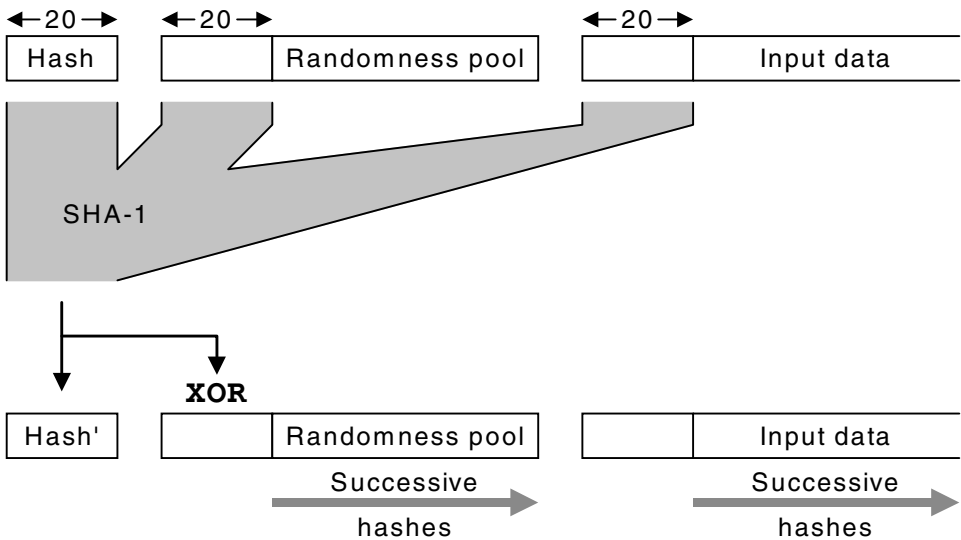 20
20
20
Hash
Randomness pool
Input data
SHA-1
XOR
Hash'
Randomness pool
Input data
Successive
hashes
Successive
hashes